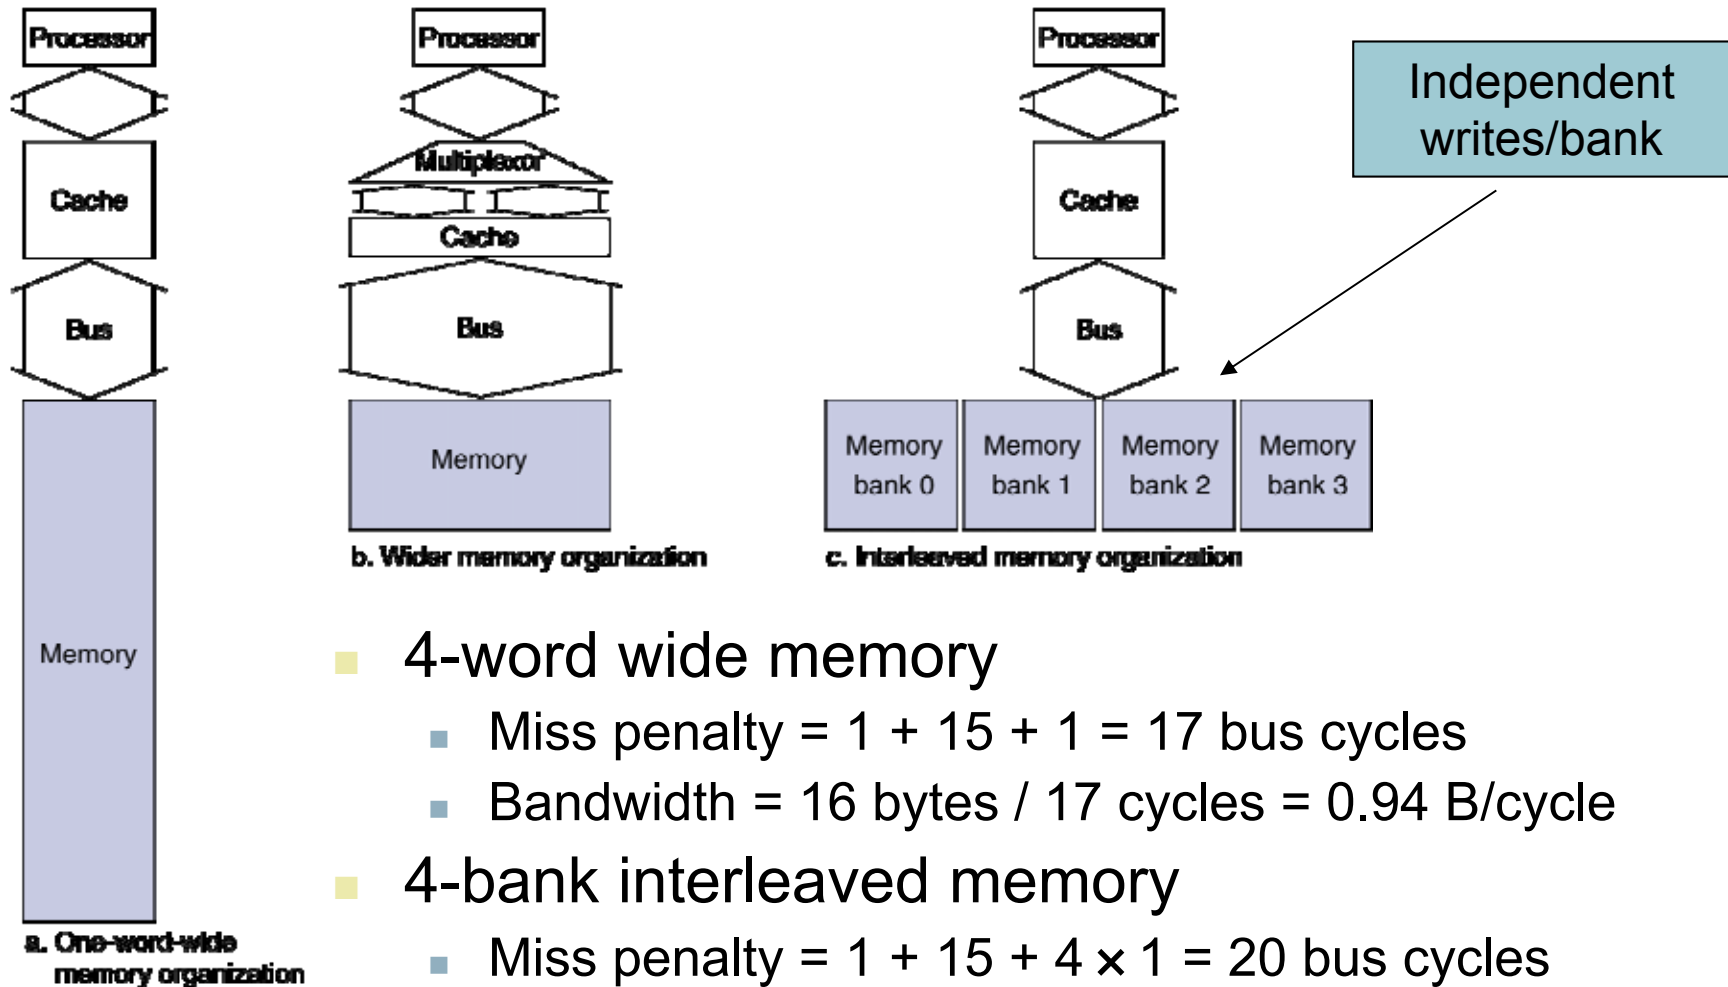 Processor
Cache
Bus
Memory
a. One-word-wide
memory organization
Processor
Multiplexor
Cache
Bus
Memory
b. Wider memory organization
Processor
Cache
Bus
Memory
bank 0
Memory
bank 1
Memory
bank 2
Memory
bank 3
c. Interleaved memory organization
Independent
writes/bank
4-word wide memory
Miss penalty = 1 + 15 + 1 = 17 bus cycles
Bandwidth = 16 bytes / 17 cycles = 0.94 B/cycle
4-bank interleaved memory
Miss penalty = 1 + 15 + 4 × 1 = 20 bus cycles